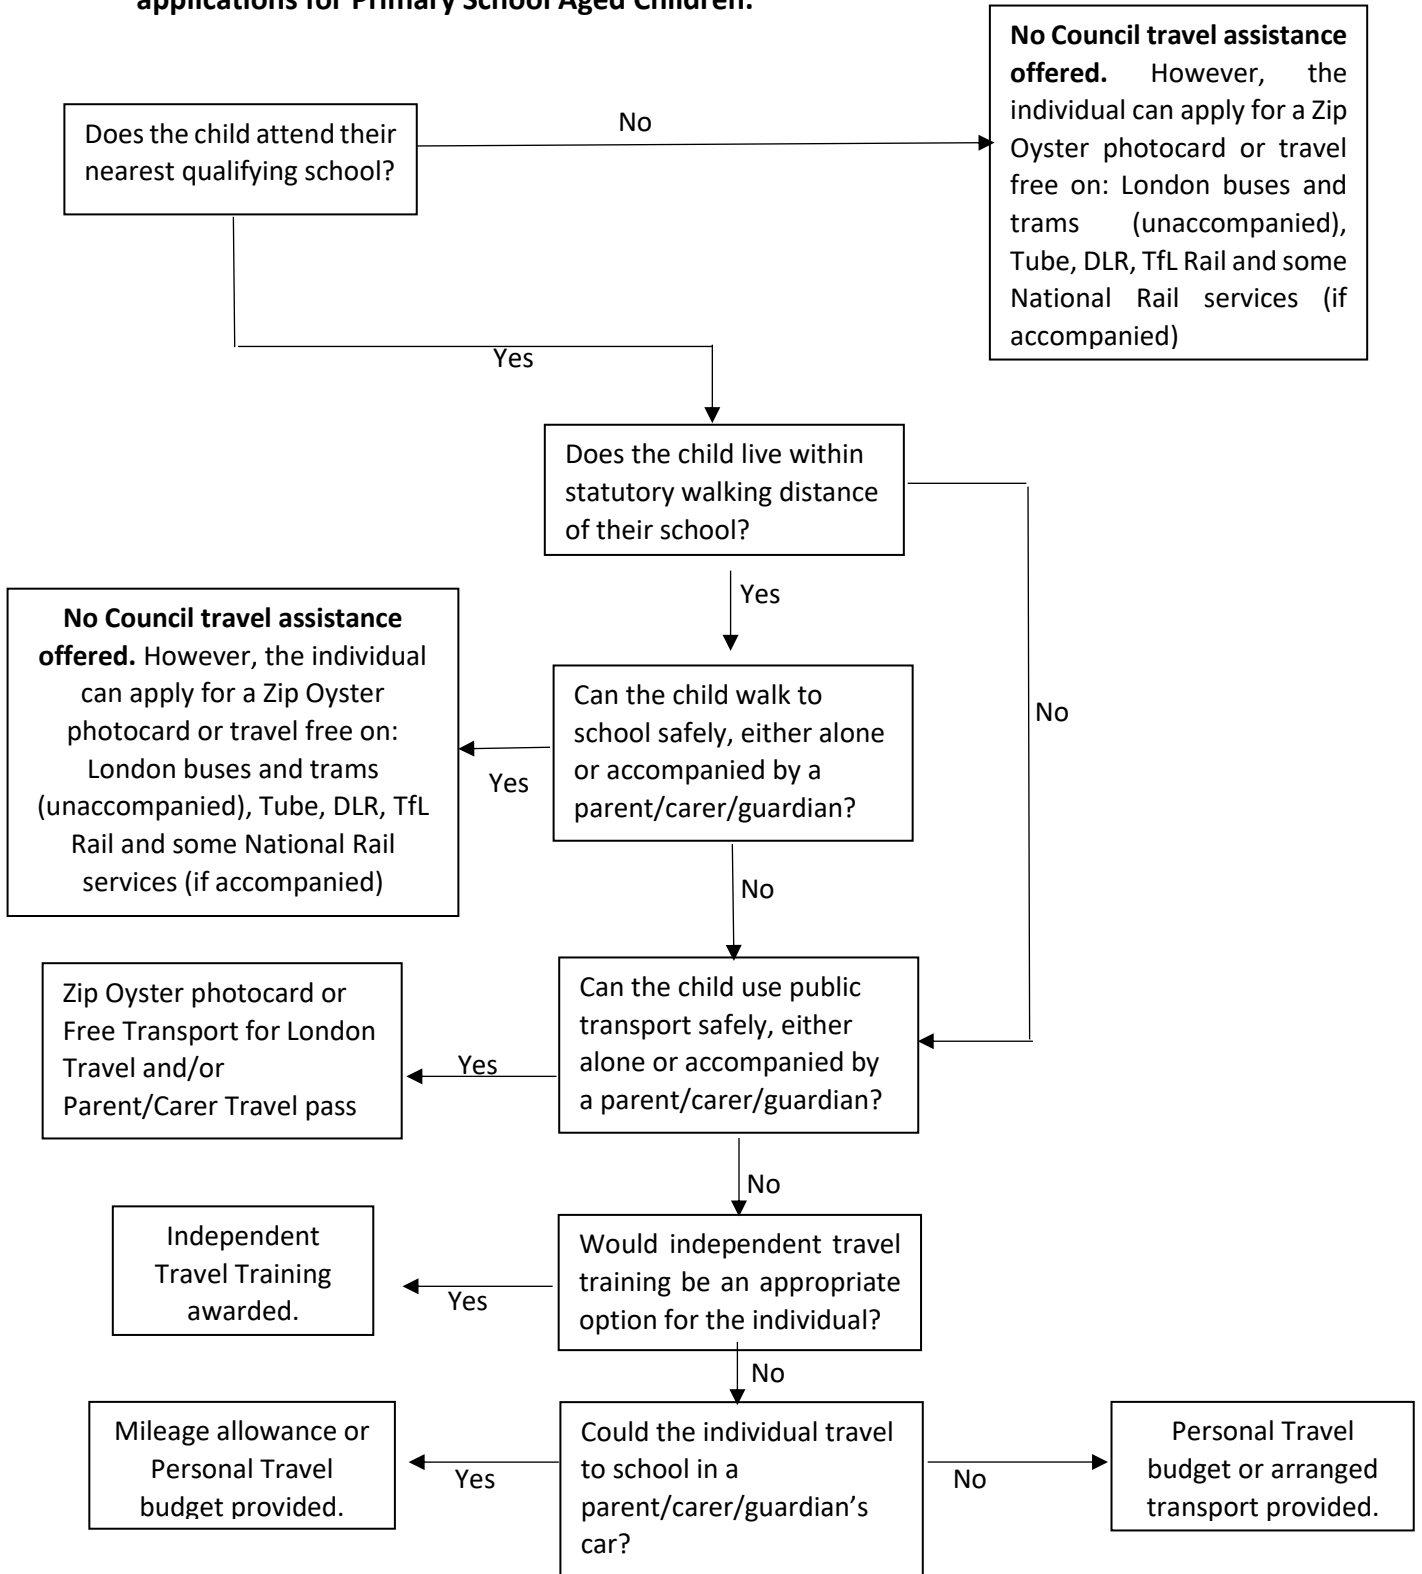 applications for Primary School Aged Children.
No Council travel assistance
offered. However, the
individual can apply for a Zip
Oyster photocard or travel
free on: London buses and
trams (unaccompanied),
Tube, DLR, TfL Rail and some
National Rail services (if
accompanied)
Does the child attend their
nearest qualifying school?
No
Yes
Does the child live within
statutory walking distance
of their school?
Yes
No
No Council travel assistance
offered. However, the individual
can apply for a Zip Oyster
photocard or travel free on:
London buses and trams
(unaccompanied), Tube, DLR, TfL
Rail and some National Rail
services (if accompanied)
Can the child walk to
school safely, either alone
or accompanied by a
parent/carer/guardian?
Yes
No
Zip Oyster photocard or
Free Transport for London
Travel and/or
Parent/Carer Travel pass
Can the child use public
transport safely, either
alone or accompanied by
a parent/carer/guardian?
Yes
No
Independent
Travel Training
awarded.
Would independent travel
training be an appropriate
option for the individual?
Yes
No
Mileage allowance or
Personal Travel
budget provided.
Could the individual travel
to school in a
parent/carer/guardian’s
car?
Yes
No
Personal Travel
budget or arranged
transport provided.